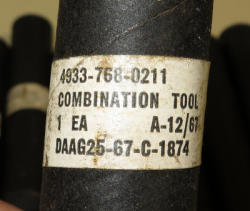 4933-768-0211
COMBINATION TOOL
1 EA A-12/67
DAAG25-67-C-1874